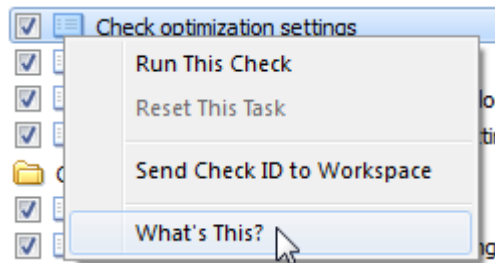 Check optimization settings
Run This Check
Reset This Task
Send Check ID to Workspace
What's This?